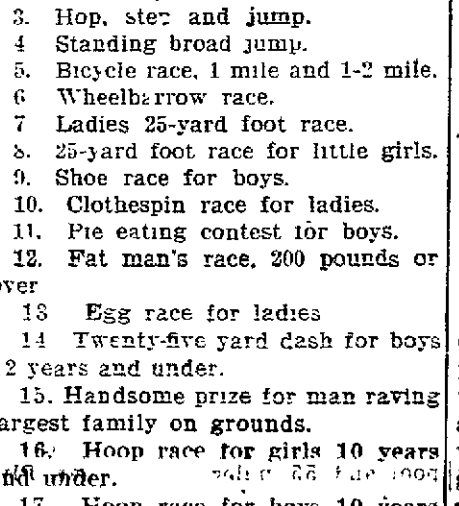 3. Hop, step and jump.
4 Standing broad jump.
5. Bicycle race, 1 mile and 1-2 mile.
6 Wheelbarrow race.
7 Ladies 25-yard foot race.
8. 25-yard foot race for little girls.
9. Shoe race for boys.
10. Clothespin race for ladies.
11. Pie eating contest for boys.
12. Fat man's race, 200 pounds or
over
13 Egg race for ladies
14 Twenty-five yard dash for boys
2 years and under.
15. Handsome prize for man having
argest family on grounds.
16. Hoop race for girls 10 years
nd under.
17. Hoop race for boys 10 years